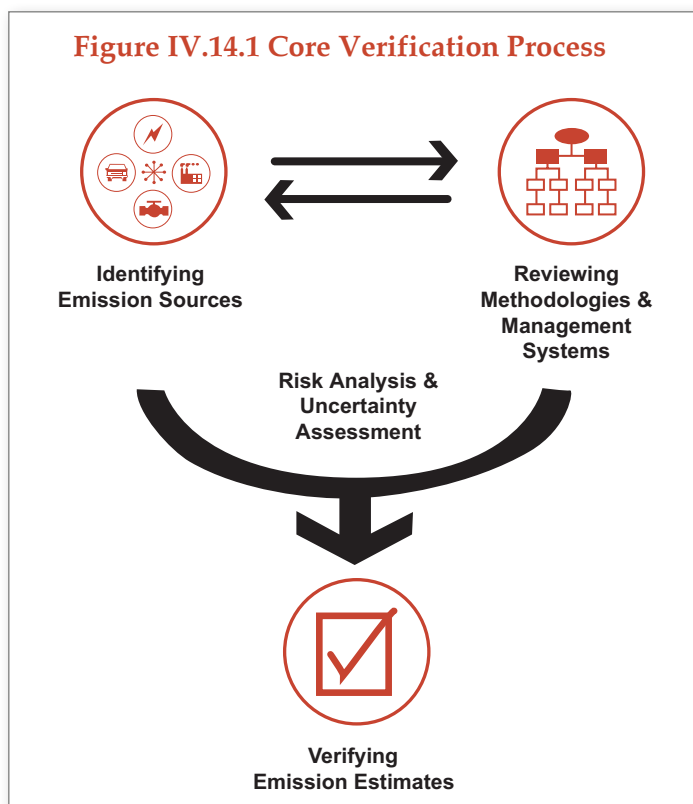 Figure IV.14.1 Core Verification Process
Identifying
Emission Sources
Reviewing
Methodologies &
Management
Systems
Risk Analysis &
Uncertainty
Assessment
Verifying
Emission Estimates